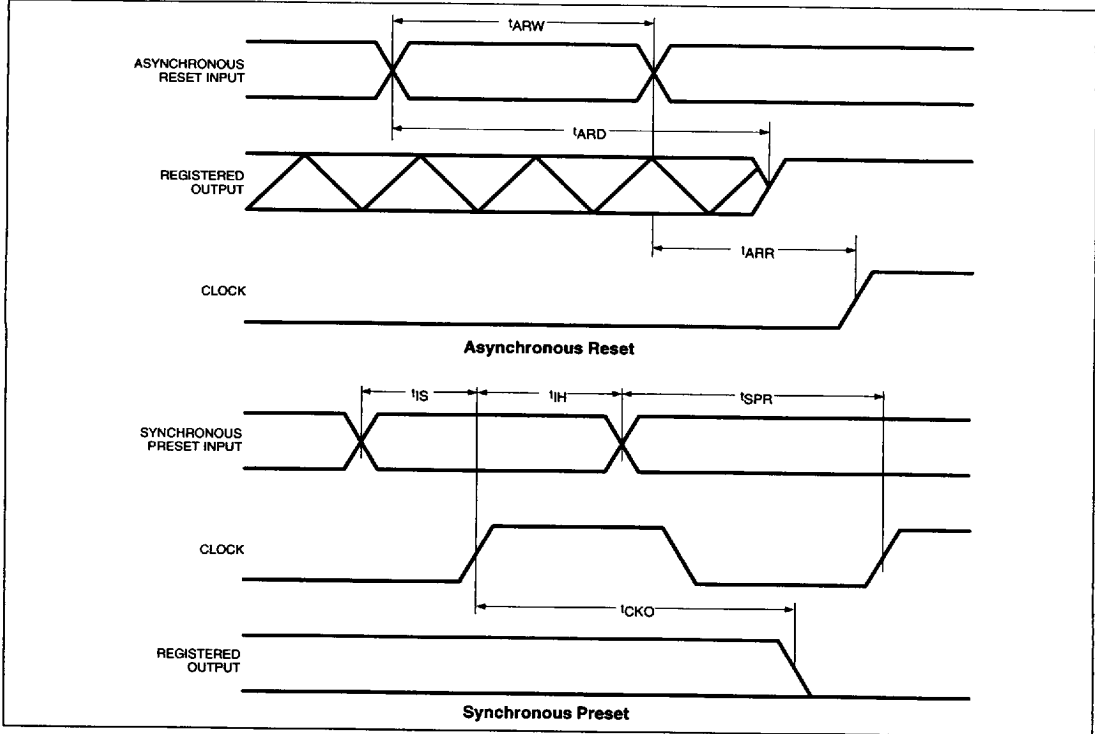 tARW
ASYNCHRONOUS
RESET INPUT
tARD
REGISTERED
OUTPUT
tARR
CLOCK
Asynchronous Reset
tIS
tIH
tSPR
SYNCHRONOUS
PRESET INPUT
CLOCK
tCKO
REGISTERED
OUTPUT
Synchronous Preset